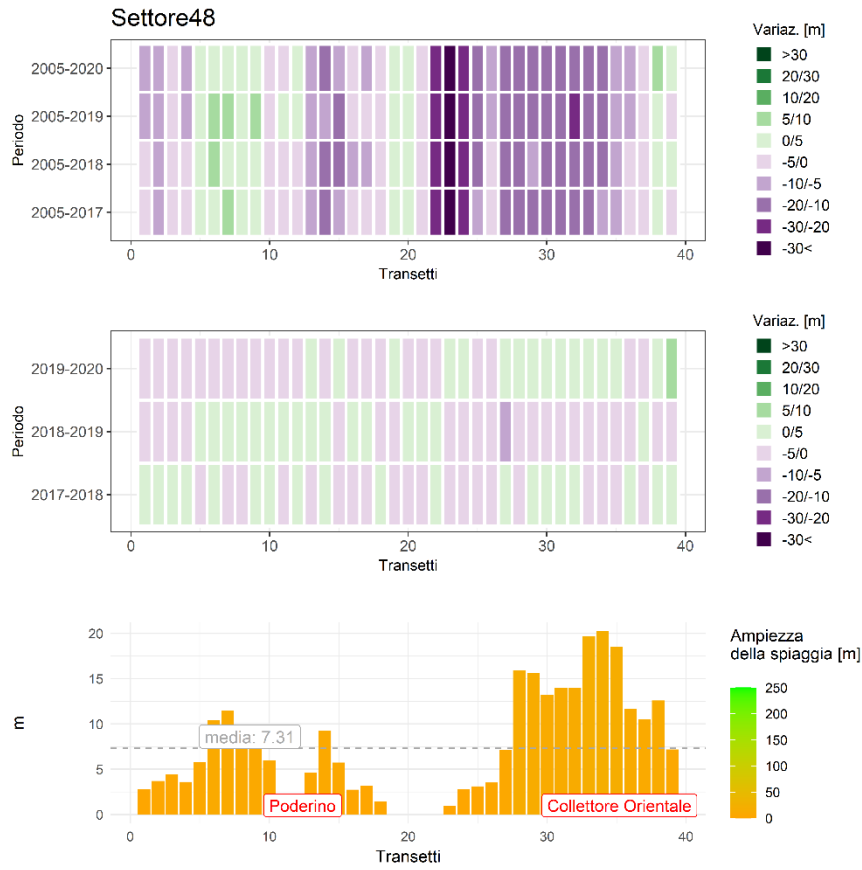 Settore48
Periodo
2005-2020
2005-2019
2005-2018
2005-2017
0 10 20 30 40
Transetti
Variaz. [m]
>30
20/30
10/20
5/10
0/5
-5/0
-10/-5
-20/-10
-30/-20
-30<
Periodo
2019-2020
2018-2019
2017-2018
0 10 20 30 40
Transetti
Variaz. [m]
>30
20/30
10/20
5/10
0/5
-5/0
-10/-5
-20/-10
-30/-20
-30<
m
20
15
10
5
0
media: 7.31
Poderino
Collettore Orientale
0 10 20 30 40
Transetti
Ampiezza
della spiaggia [m]
250
200
150
100
50
0